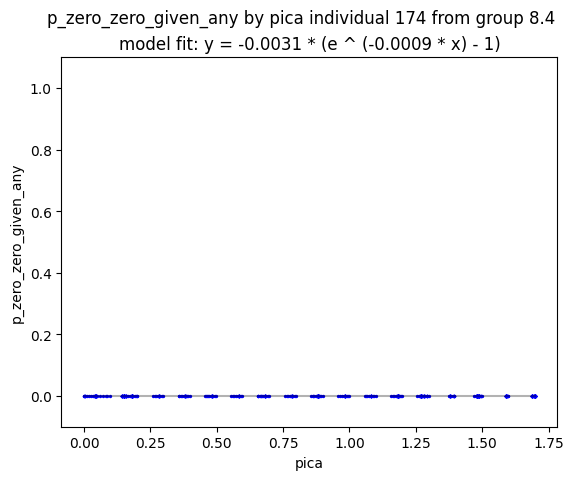 p_zero_zero_given_any by pica individual 174 from group 8.4
model fit: y = -0.0031 * (e ^ (-0.0009 * x) - 1)
1.0
0.8
0.6
0.4
0.2
0.0
p_zero_zero_given_any
0.00 0.25 0.50 0.75 1.00 1.25 1.50 1.75
pica